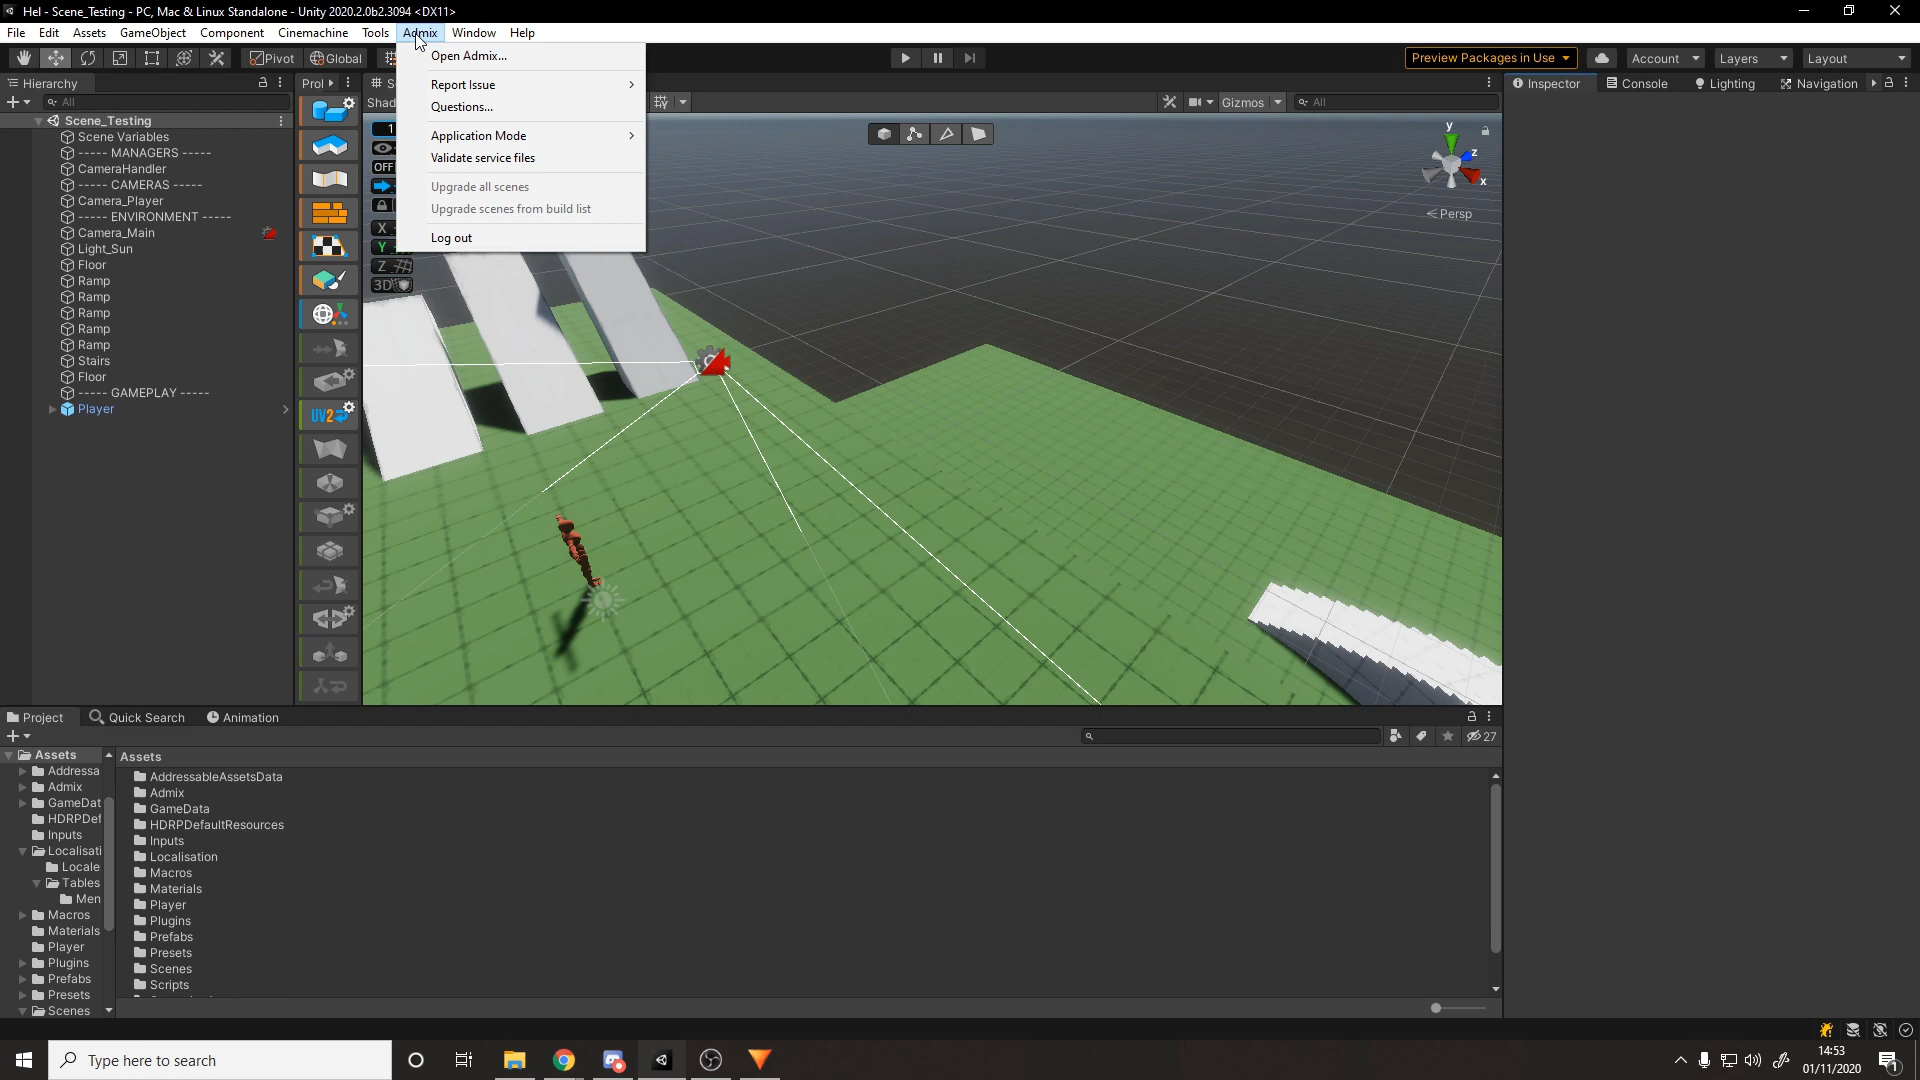 Hel - Scene_Testing - PC, Mac & Linux Standalone - Unity 2020.2.0b2.3094 <DX11>
File Edit Assets GameObject Component Cinemachine Tools Admix Window Help
Pivot Global
Preview Packages in Use Account Layers Layout
Hierarchy
All
Scene_Testing
Scene Variables
----- MANAGERS -----
CameraHandler
----- CAMERAS -----
Camera_Player
----- ENVIRONMENT -----
Camera_Main
Light_Sun
Floor
Ramp
Ramp
Ramp
Ramp
Ramp
Stairs
Floor
----- GAMEPLAY -----
Player
Prol
UV2
Open Admix...
Report Issue
Questions...
Application Mode
Validate service files
Upgrade all scenes
Upgrade scenes from build list
Log out
Shad
1
OFF
X
Y
Z
3D
Gizmos All
y
z
x
Persp
Inspector Console Lighting Navigation
Project Quick Search Animation
27
Assets
Addressa
Admix
GameDat
HDRPDef
Inputs
Localisati
Locale
Tables
Men
Macros
Materials
Player
Plugins
Prefabs
Presets
Scenes
Assets
AddressableAssetsData
Admix
GameData
HDRPDefaultResources
Inputs
Localisation
Macros
Materials
Player
Plugins
Prefabs
Presets
Scenes
Scripts
Type here to search
14:53
01/11/2020
1